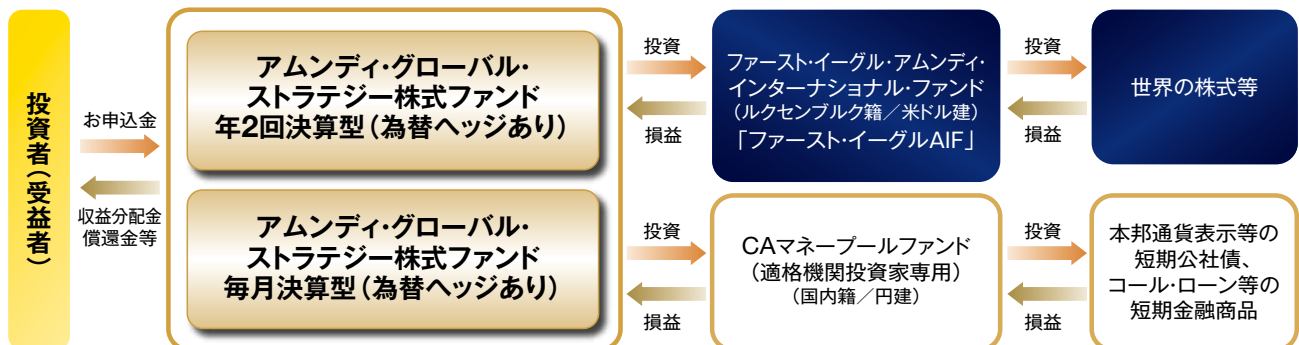 投資者(受益者)
お申込金
収益分配金
償還金等
アムンディ・グローバル・
ストラテジー株式ファンド
年2回決算型(為替ヘッジあり)
アムンディ・グローバル・
ストラテジー株式ファンド
毎月決算型(為替ヘッジあり)
投資
損益
ファースト・イーグル・アムンディ・
インターナショナル・ファンド
(ルクセンブルク籍/米ドル建)
「ファースト・イーグルAIF」
投資
損益
世界の株式等
投資
損益
CAマネープールファンド
(適格機関投資家専用)
(国内籍/円建)
投資
損益
本邦通貨表示等の
短期公社債、
コール・ローン等の
短期金融商品